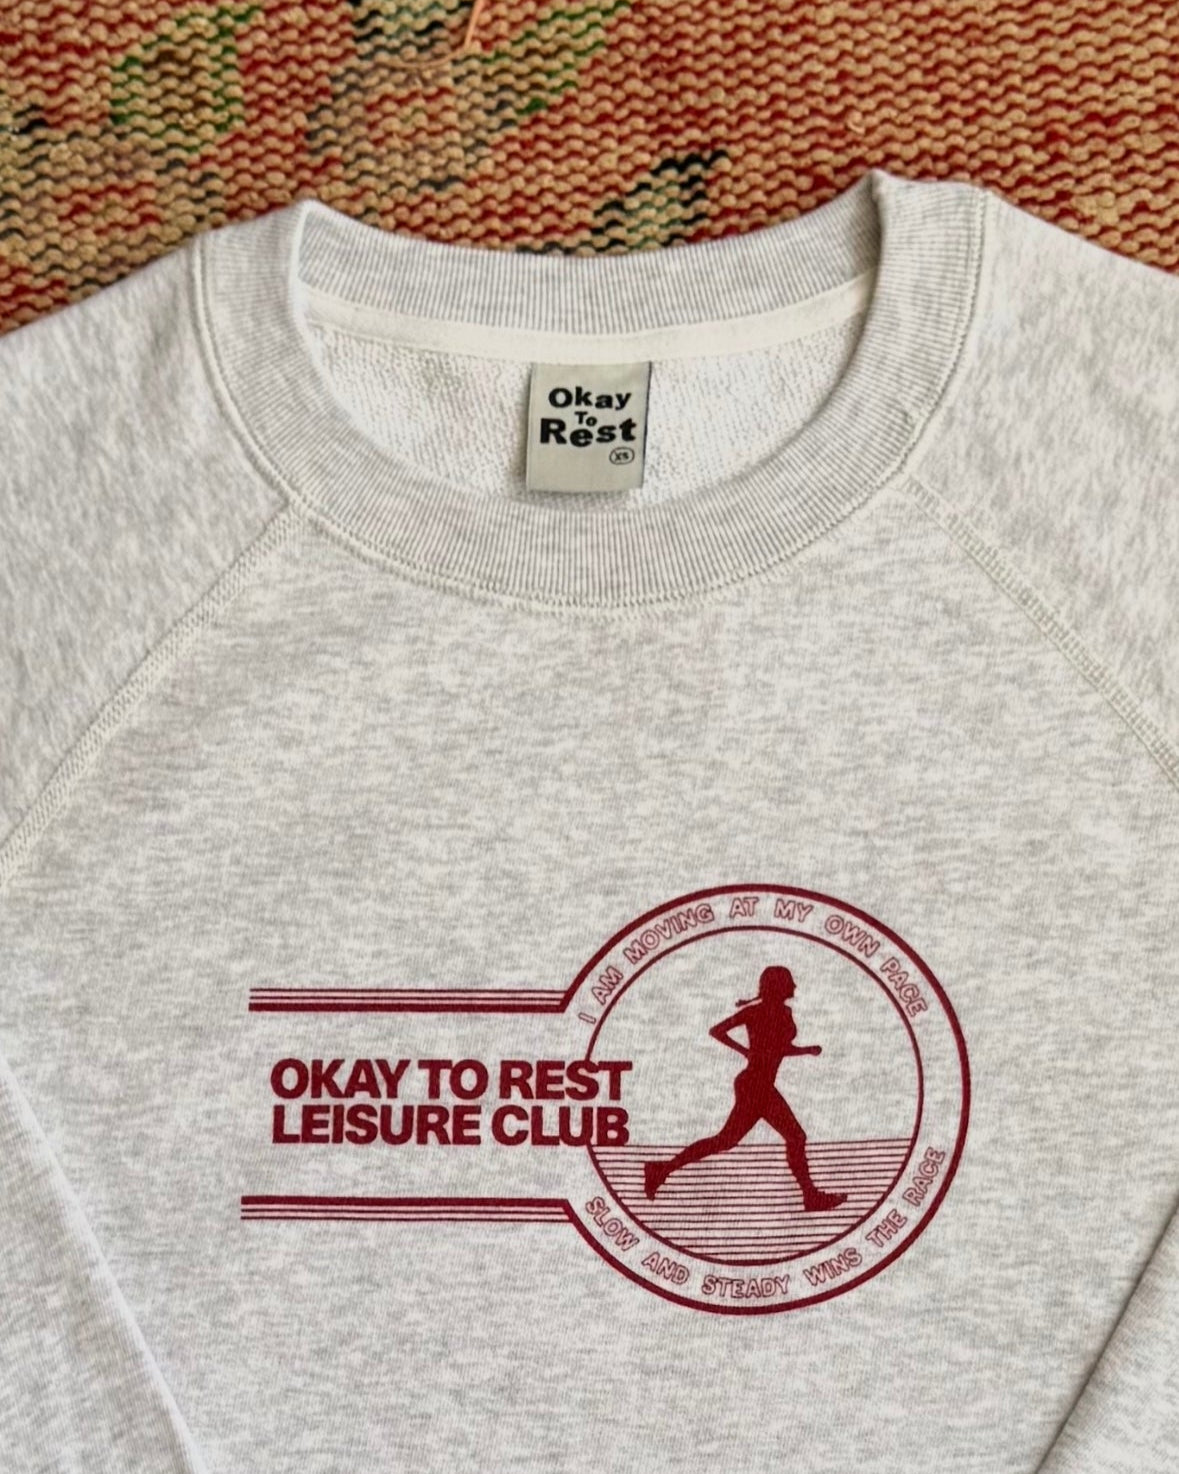 Okay
To
Rest
XS
I AM MOVING AT MY OWN PACE
OKAY TO REST
LEISURE CLUB
SLOW AND STEADY WINS THE RACE